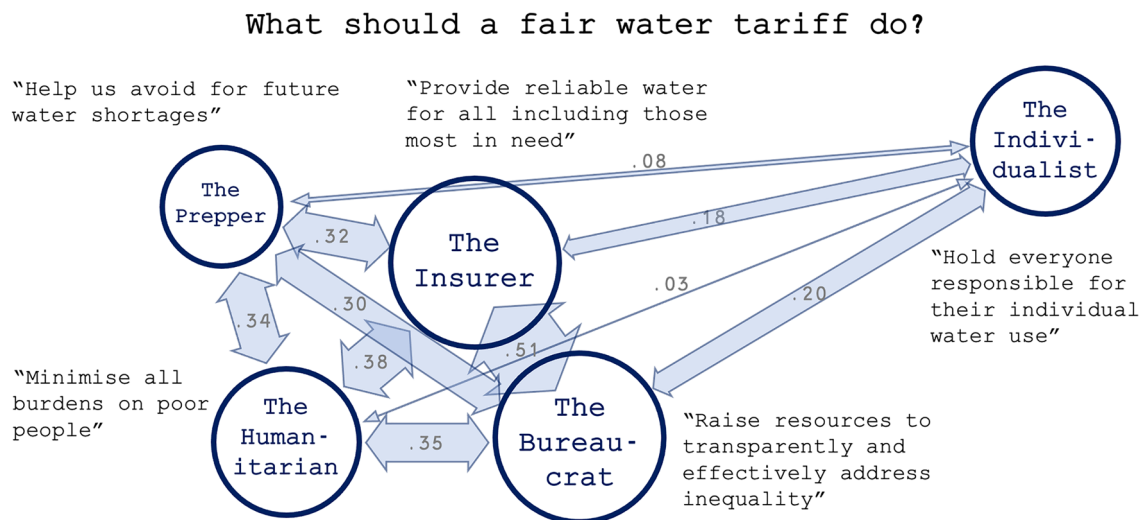 What should a fair water tariff do?
“Help us avoid for future
water shortages”
“Provide reliable water
for all including those
most in need”
The
Indivi-
dualist
.08
The
Prepper
.32
The
Insurer
.18
“Hold everyone
responsible for
their individual
water use”
.03
.20
.30
.34
.38
.51
“Minimise all
burdens on poor
people”
The
Human-
itarian
.35
The
Bureau-
crat
“Raise resources to
transparently and
effectively address
inequality”